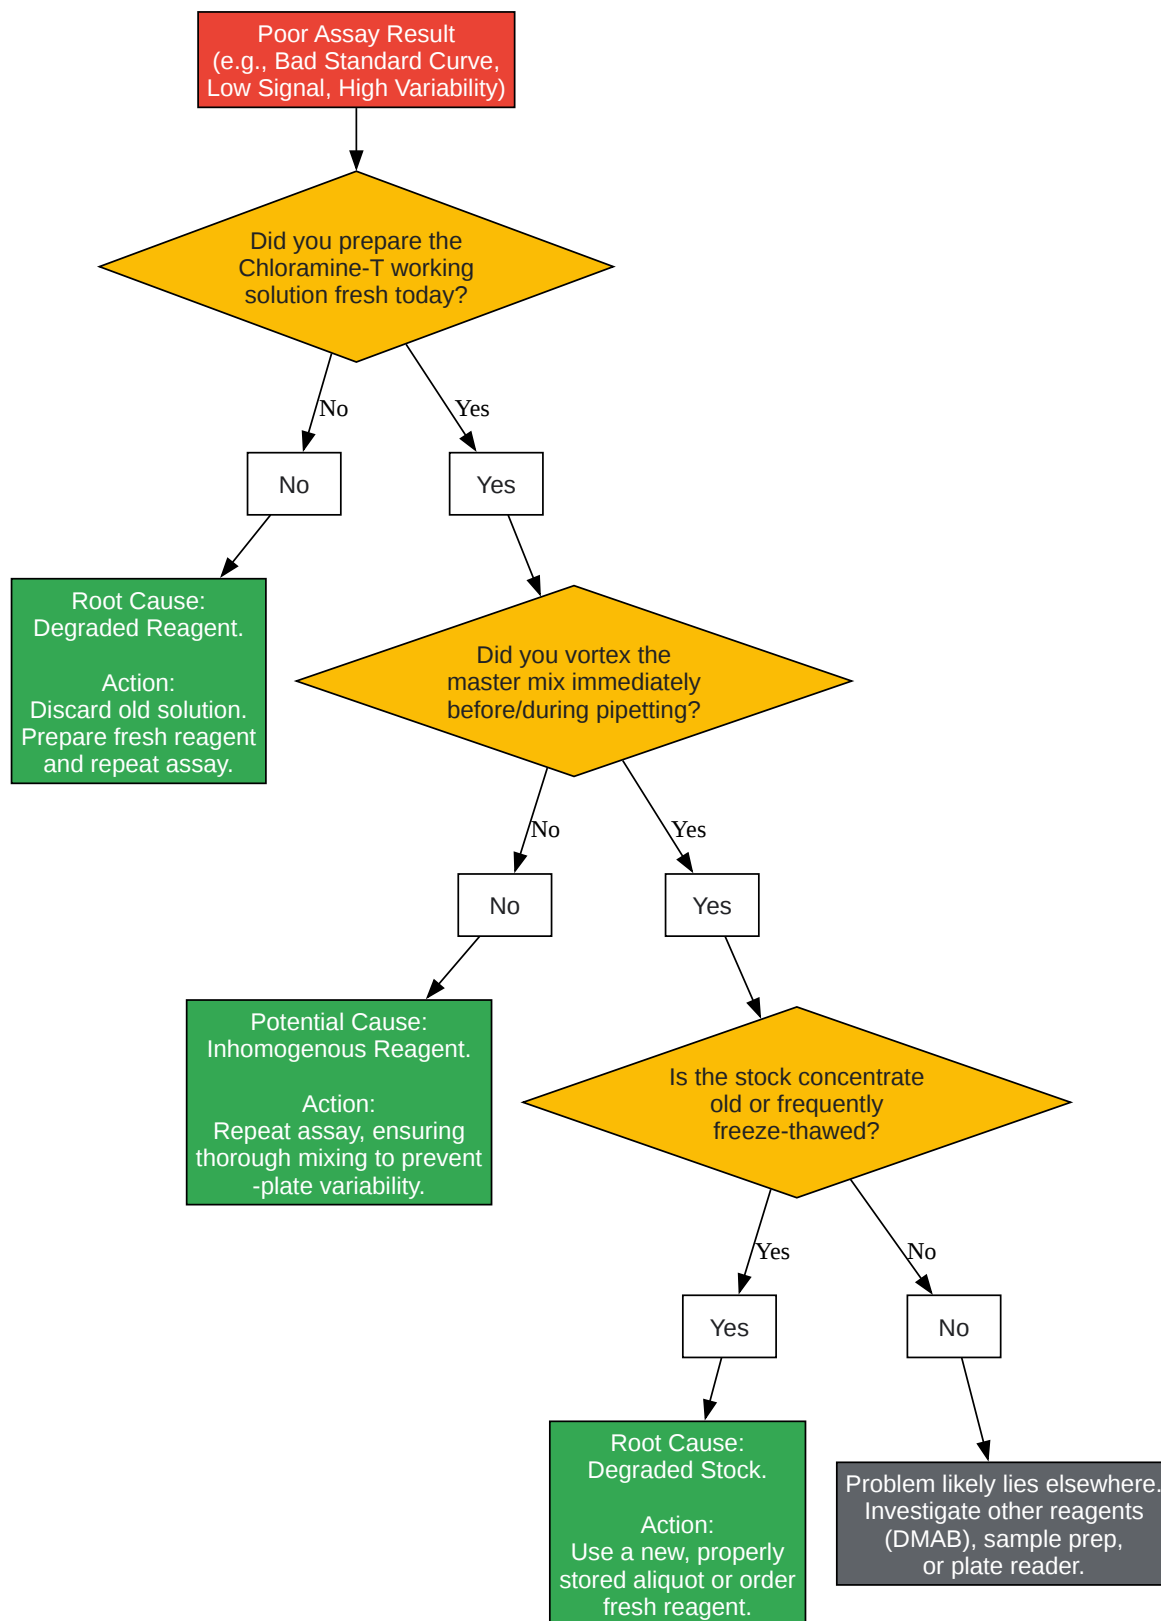 Poor Assay Result
(e.g., Bad Standard Curve,
Low Signal, High Variability)
Did you prepare the
Chloramine-T working
solution fresh today?
No
Yes
No
Yes
Root Cause:
Degraded Reagent.
Action:
Discard old solution.
Prepare fresh reagent
and repeat assay.
Did you vortex the
master mix immediately
before/during pipetting?
No
Yes
No
Yes
Potential Cause:
Inhomogenous Reagent.
Action:
Repeat assay, ensuring
thorough mixing to prevent
-plate variability.
Is the stock concentrate
old or frequently
freeze-thawed?
Yes
No
Yes
No
Root Cause:
Degraded Stock.
Action:
Use a new, properly
stored aliquot or order
fresh reagent.
Problem likely lies elsewhere.
Investigate other reagents
(DMAB), sample prep,
or plate reader.